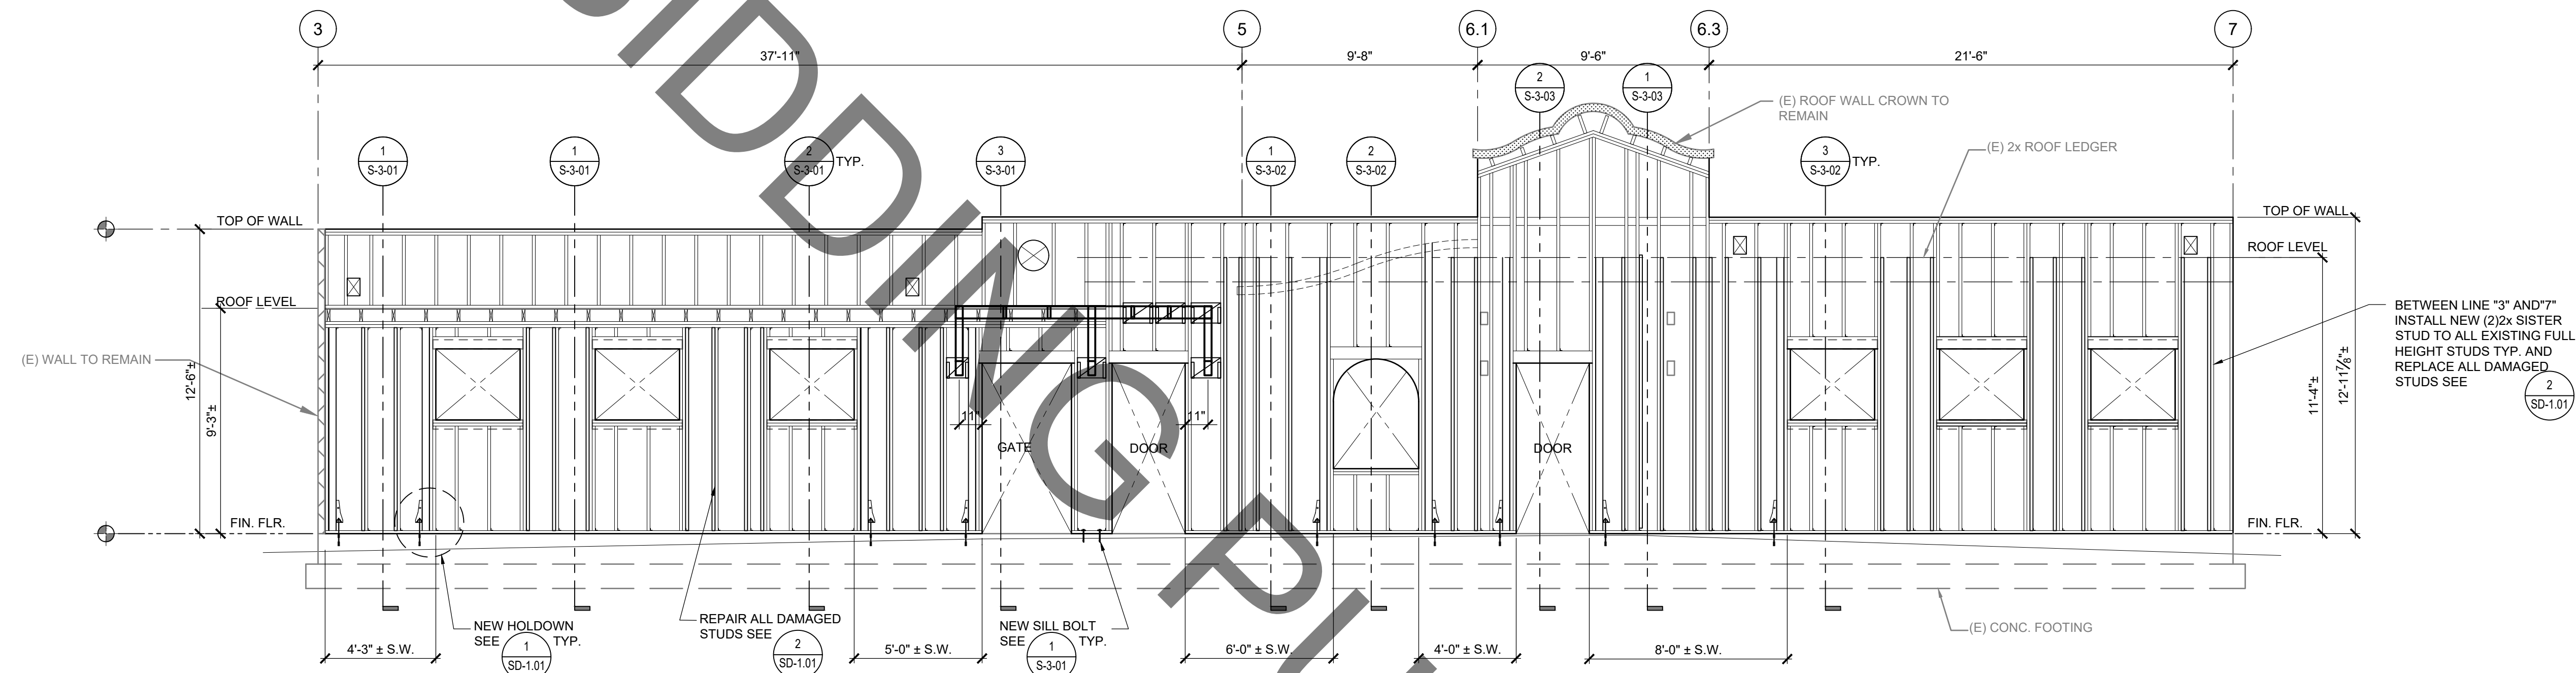 3
5
6.1
6.3
7
37'-11"
9'-8"
9'-6"
21'-6"
2
S-3-03
1
S-3-03
(E) ROOF WALL CROWN TO
REMAIN
1
S-3-01
1
S-3-01
2
S-3-01
TYP.
3
S-3-01
1
S-3-02
2
S-3-02
3
S-3-02
TYP.
(E) 2x ROOF LEDGER
TOP OF WALL
TOP OF WALL
ROOF LEVEL
ROOF LEVEL
(E) WALL TO REMAIN
12'-6"±
9'-3"±
11"
11"
GATE
DOOR
DOOR
11'-4"±
12'-11⅞"±
BETWEEN LINE "3" AND"7"
INSTALL NEW (2)2x SISTER
STUD TO ALL EXISTING FULL
HEIGHT STUDS TYP. AND
REPLACE ALL DAMAGED
STUDS SEE
2
SD-1.01
FIN. FLR.
FIN. FLR.
NEW HOLDOWN
SEE
1
SD-1.01
TYP.
REPAIR ALL DAMAGED
STUDS SEE
2
SD-1.01
NEW SILL BOLT
SEE
1
S-3-01
TYP.
(E) CONC. FOOTING
4'-3" ± S.W.
5'-0" ± S.W.
6'-0" ± S.W.
4'-0" ± S.W.
8'-0" ± S.W.
IDDING